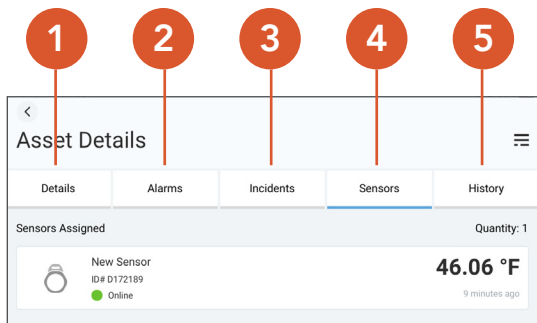 1 2 3 4 5
Asset Details
Details Alarms Incidents Sensors History
Sensors Assigned Quantity: 1
New Sensor
ID# D172189
Online
46.06 °F
9 minutes ago